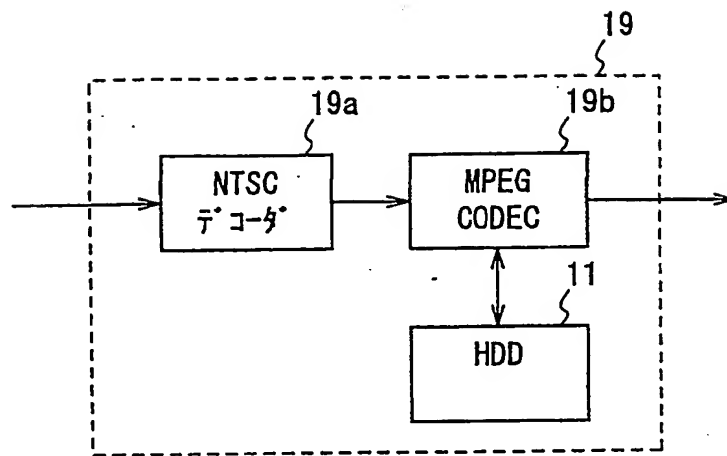 19
19a
NTSC
デコーダ
19b
MPEG
CODEC
11
HDD